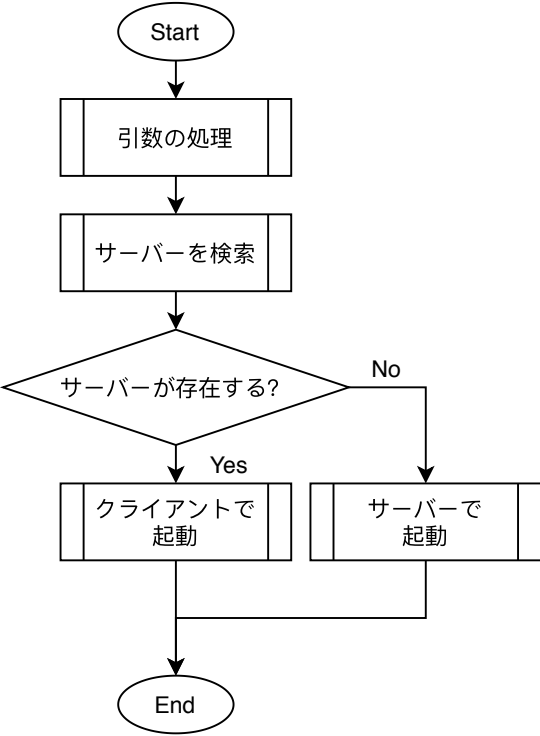 Start
引数の処理
サーバーを検索
サーバーが存在する?
No
Yes
クライアントで
起動
サーバーで
起動
End